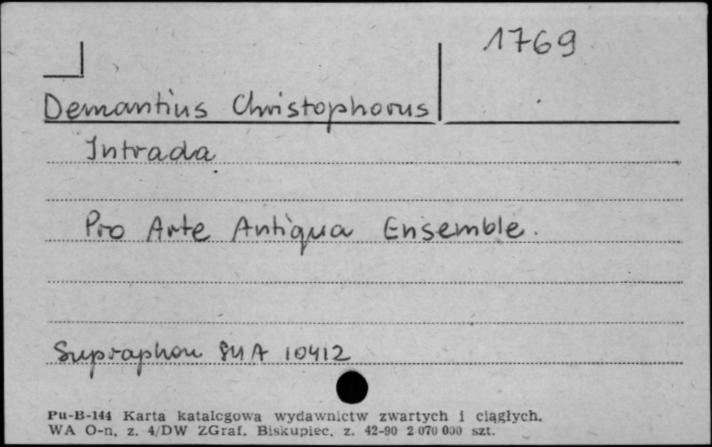 1769
Demantius Christophorus
Intrada
Pro Arte Antiqua Ensemble.
Supraphon SUA 10412
Pu-B-144 Karta katalogowa wydawnictw zwartych i ciągłych.
WA O-n, z. 4/DW ZGraf. Biskupiec, z. 42-90 2 070 000 szt.